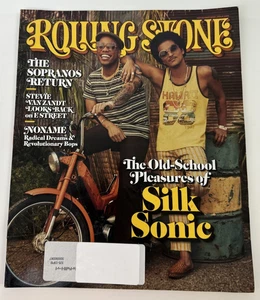 ROLLING STONE
THE
SOPRANOS
RETURN
STEVIE
VAN ZANDT
LOOKS BACK
on E STREET
NONAME
Radical Dreams &
Revolutionary Bops
The Old-School
Pleasures of
Silk
Sonic